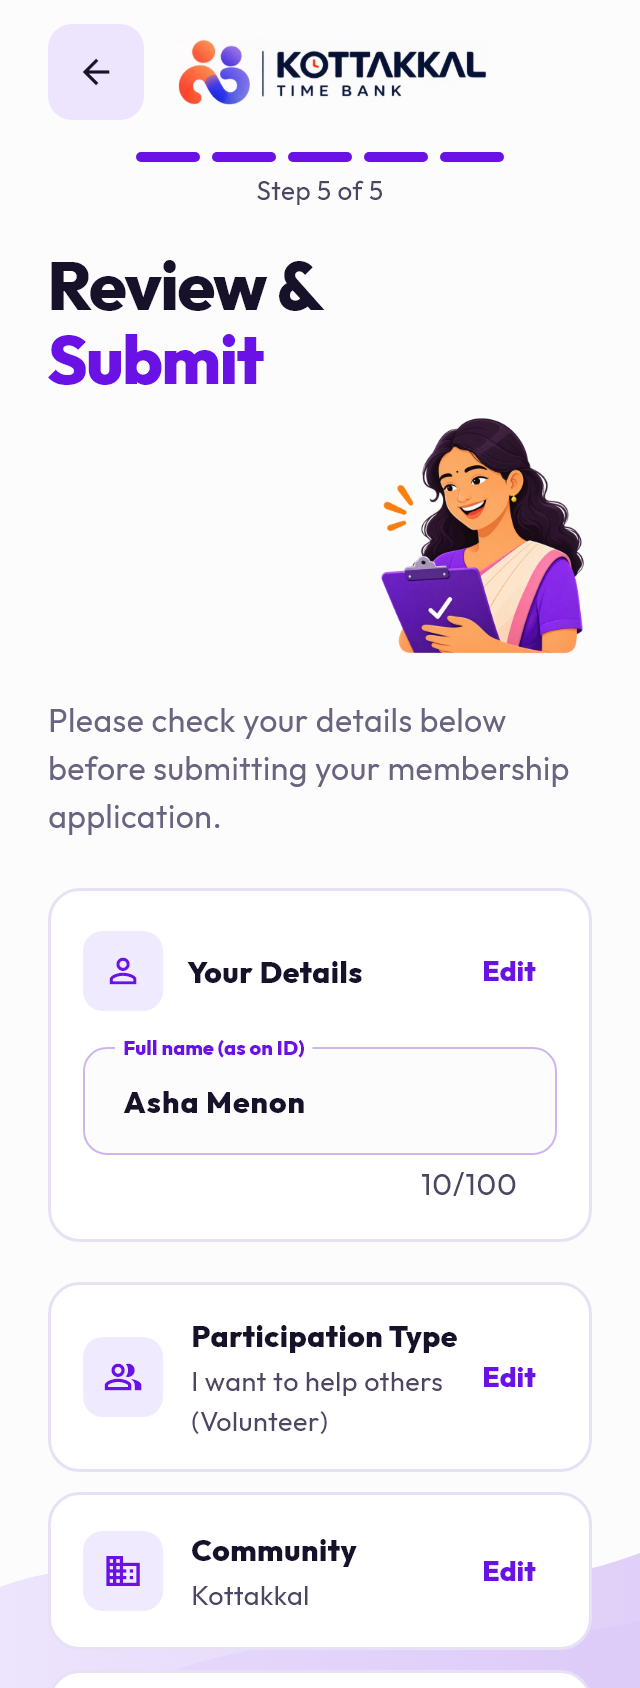 KOTTAKKAL
TIME BANK
Step 5 of 5
Review &
Submit
Please check your details below
before submitting your membership
application.
Your Details
Edit
Full name (as on ID)
Asha Menon
10/100
Participation Type
I want to help others
(Volunteer)
Edit
Community
Kottakkal
Edit